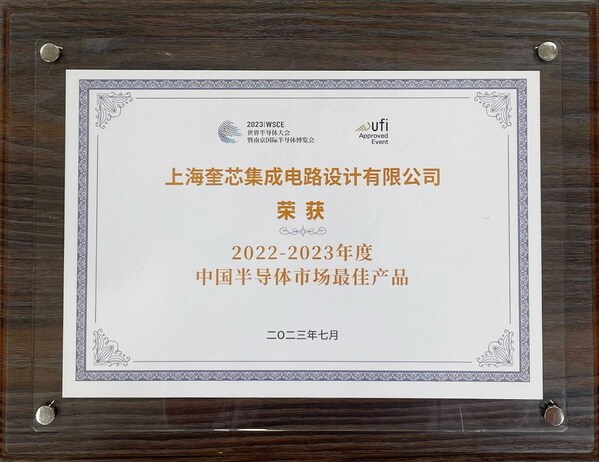 2023|WSCE
世界半导体大会
暨南京国际半导体博览会
ufi
Approved
Event
上海奎芯集成电路设计有限公司
荣获
2022-2023年度
中国半导体市场最佳产品
二〇二三年七月